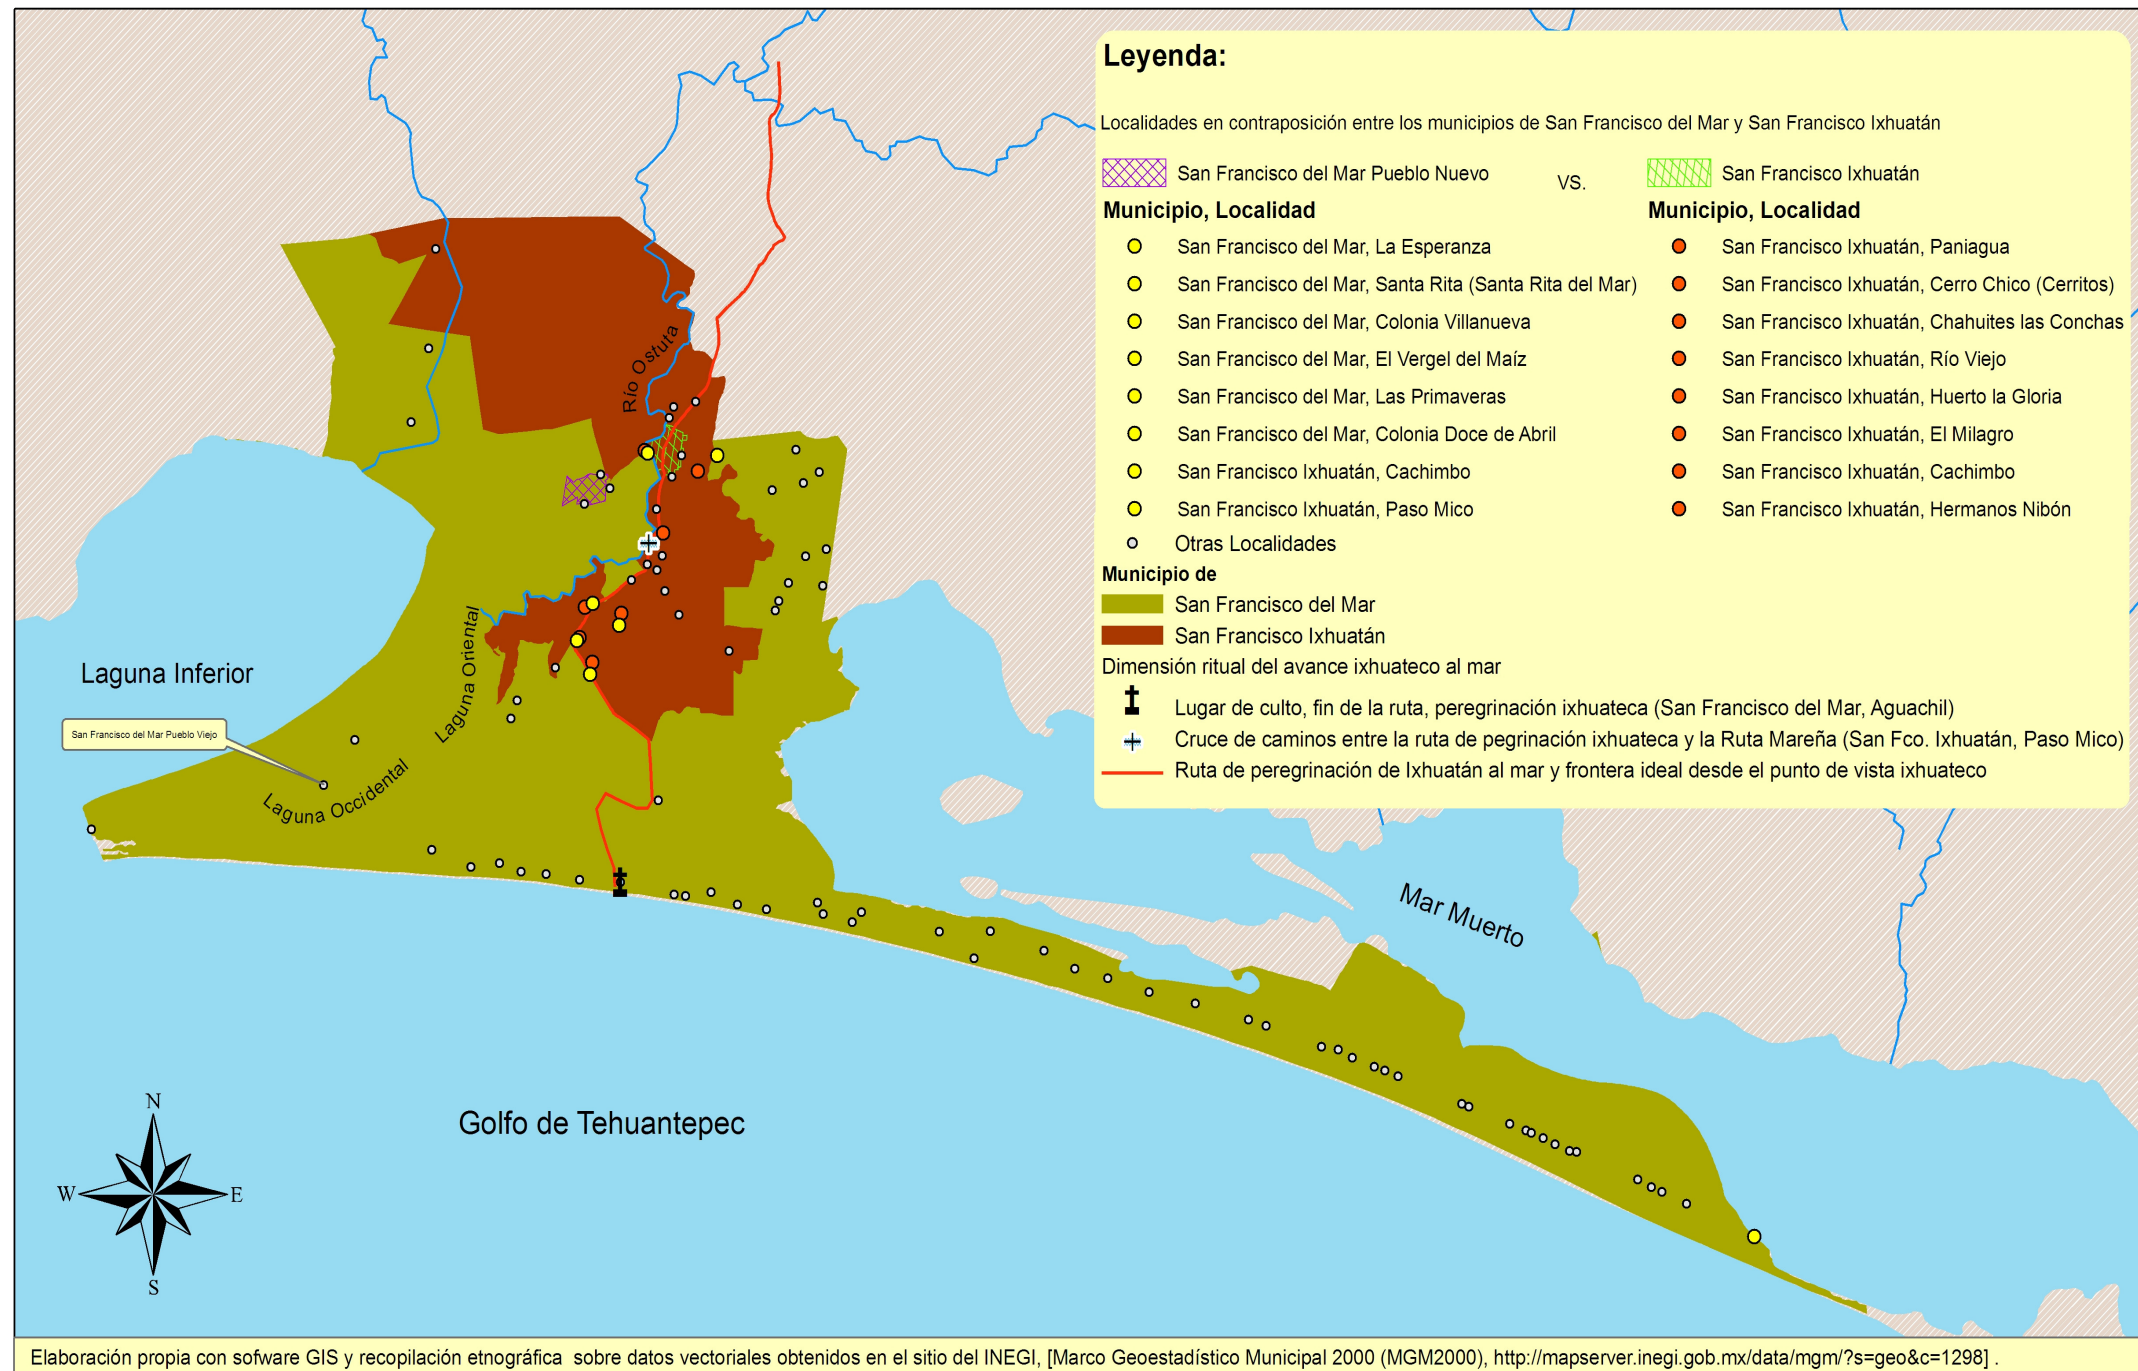 Leyenda:
Localidades en contraposición entre los municipios de San Francisco del Mar y San Francisco Ixhuatán
San Francisco del Mar Pueblo Nuevo
VS.
San Francisco Ixhuatán
Municipio, Localidad
Municipio, Localidad
San Francisco del Mar, La Esperanza
San Francisco Ixhuatán, Paniagua
San Francisco del Mar, Santa Rita (Santa Rita del Mar)
San Francisco Ixhuatán, Cerro Chico (Cerritos)
San Francisco del Mar, Colonia Villanueva
San Francisco Ixhuatán, Chahuites las Conchas
San Francisco del Mar, El Vergel del Maíz
San Francisco Ixhuatán, Río Viejo
San Francisco del Mar, Las Primaveras
San Francisco Ixhuatán, Huerto la Gloria
San Francisco del Mar, Colonia Doce de Abril
San Francisco Ixhuatán, El Milagro
San Francisco Ixhuatán, Cachimbo
San Francisco Ixhuatán, Cachimbo
San Francisco Ixhuatán, Paso Mico
San Francisco Ixhuatán, Hermanos Nibón
Otras Localidades
Municipio de
San Francisco del Mar
San Francisco Ixhuatán
Dimensión ritual del avance ixhuateco al mar
Lugar de culto, fin de la ruta, peregrinación ixhuateca (San Francisco del Mar, Aguachil)
Cruce de caminos entre la ruta de pegrinación ixhuateca y la Ruta Mareña (San Fco. Ixhuatán, Paso Mico)
Ruta de peregrinación de Ixhuatán al mar y frontera ideal desde el punto de vista ixhuateco
Río Ostuta
Laguna Inferior
Laguna Oriental
San Francisco del Mar Pueblo Viejo
Laguna Occidental
Mar Muerto
Golfo de Tehuantepec
N
W
E
S
Elaboración propia con sofware GIS y recopilación etnográfica sobre datos vectoriales obtenidos en el sitio del INEGI, [Marco Geoestadístico Municipal 2000 (MGM2000), http://mapserver.inegi.gob.mx/data/mgm/?s=geo&c=1298] .